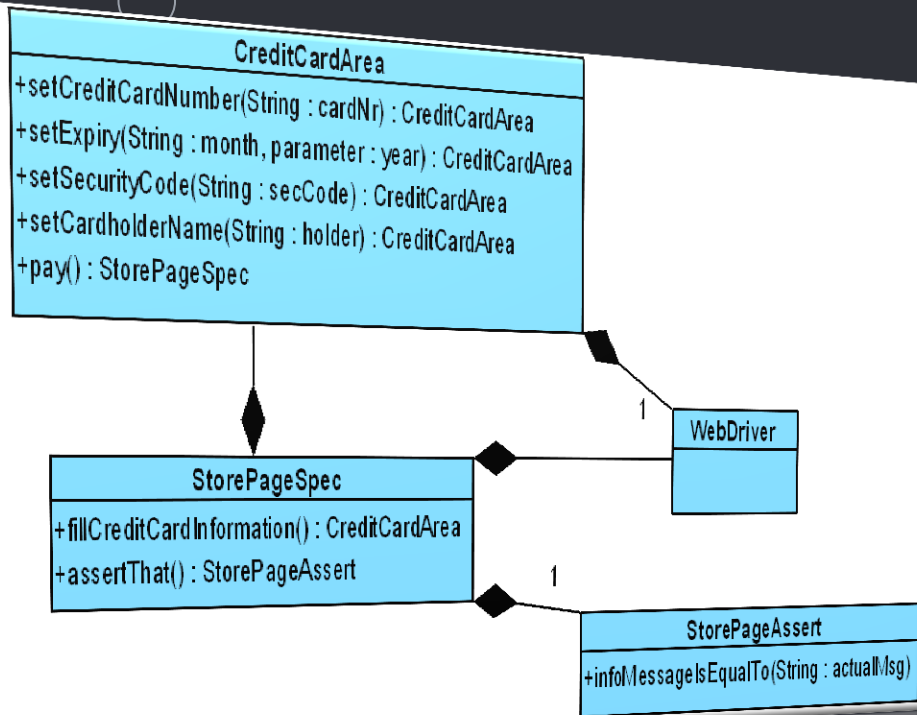 CreditCardArea
+setCreditCardNumber(String : cardNr) : CreditCardArea
+setExpiry(String : month, parameter : year) : CreditCardArea
+setSecurityCode(String : secCode) : CreditCardArea
+setCardholderName(String : holder) : CreditCardArea
+pay() : StorePageSpec
1
WebDriver
StorePageSpec
+fillCreditCardInformation() : CreditCardArea
+assertThat() : StorePageAssert
1
StorePageAssert
+infoMessageIsEqualTo(String : actualMsg)